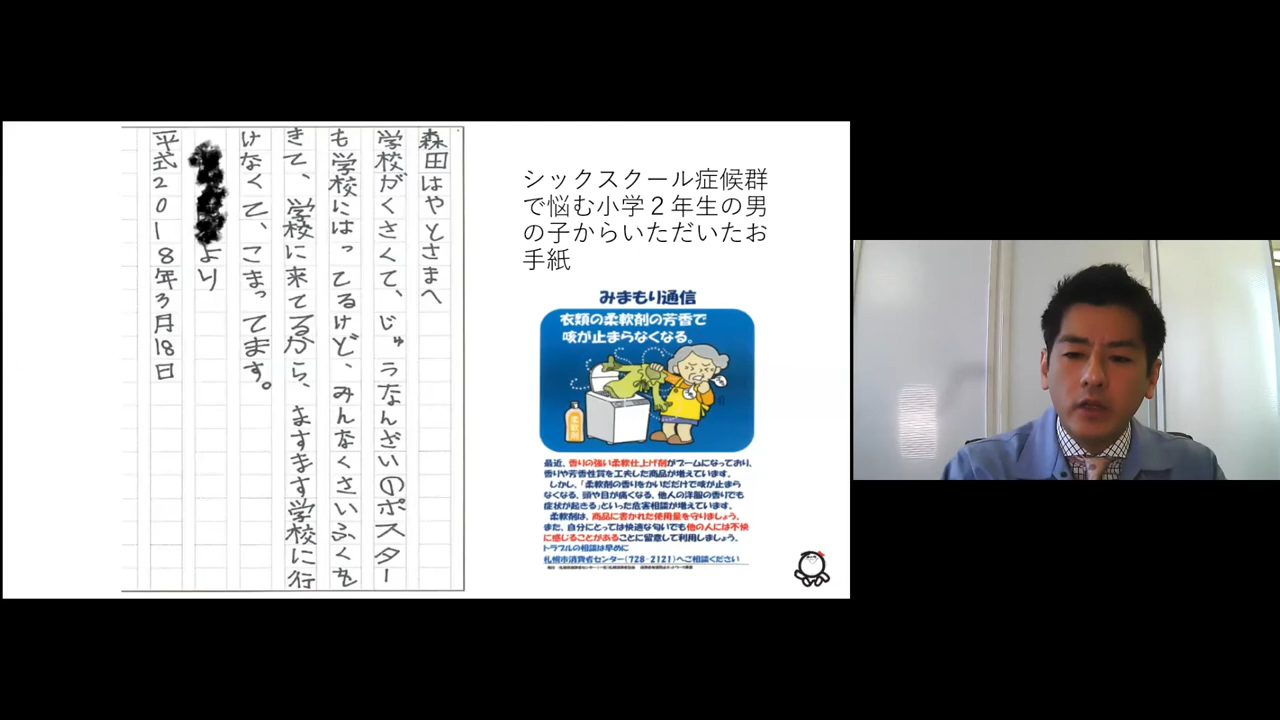 森田はやとさまへ
学校がくさくて、じゅうなんざいのポスター
も学校にはってるけど、みんなくさいふくを
きて、学校に来てるから、ますます学校に行
けなくて、こまってます。
より
平式2018年3月18日
シックスクール症候群
で悩む小学２年生の男
の子からいただいたお
手紙
みまもり通信
衣類の柔軟剤の芳香で
咳が止まらなくなる。
柔軟剤
最近、香りの強い柔軟仕上げ剤がブームになっており、
香りや芳香性質を工夫した商品が増えています。
しかし、「柔軟剤の香りをかいだだけで咳が止まら
なくなる、頭や目が痛くなる、他人の洋服の香りでも
症状が起きる」といった危害相談が増えています。
柔軟剤は、商品に書かれた使用量を守りましょう。
また、自分にとっては快適な匂いでも他の人には不快
に感じることがあることに留意して利用しましょう。
トラブルの相談は早めに
札幌市消費者センター（728-2121）へご相談ください